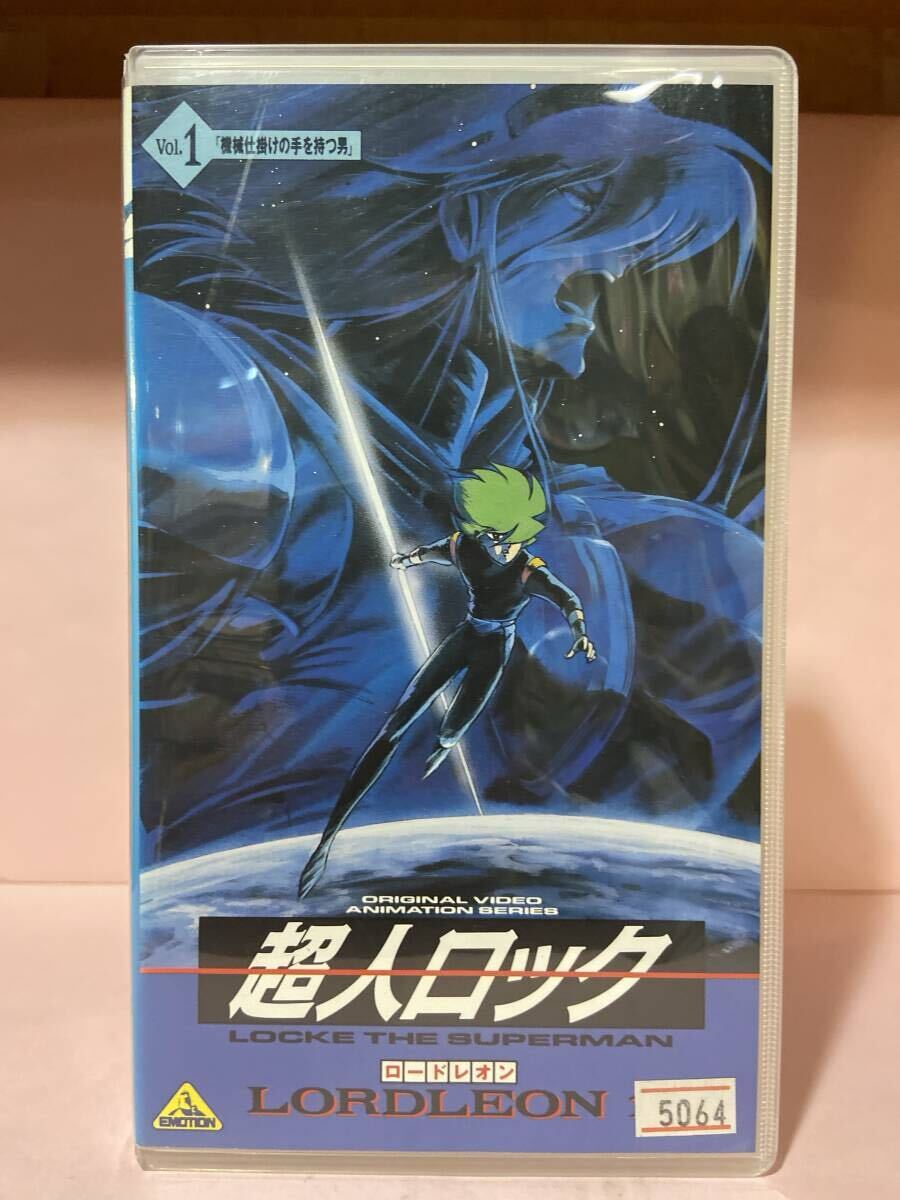 Vol.1
「機械仕掛けの手を持つ男」
ORIGINAL VIDEO
ANIMATION SERIES
超人ロック
LOCKE THE SUPERMAN
ロードレオン
LORDLEON
5064
EMOTION